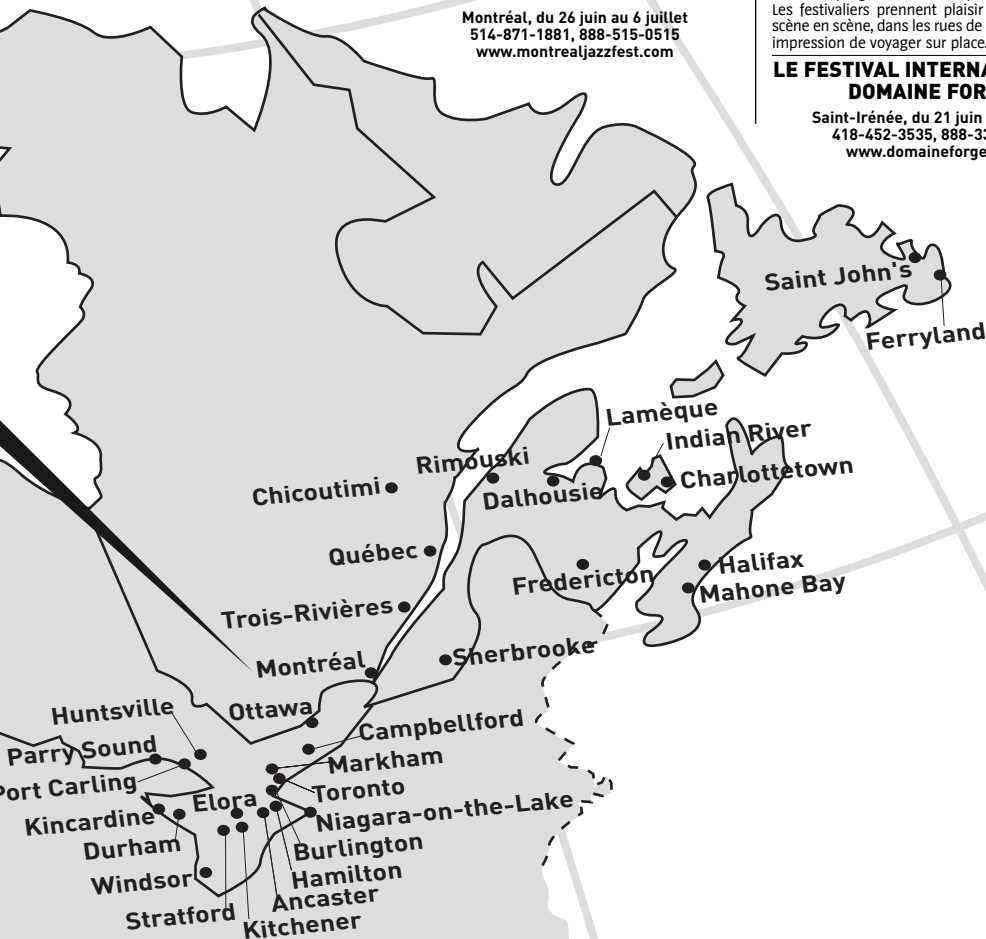 Montréal, du 26 juin au 6 juillet
514-871-1881, 888-515-0515
www.montrealjazzfest.com
Les festivaliers prennent plaisir
scène en scène, dans les rues de
impression de voyager sur place.
LE FESTIVAL INTERNA
DOMAINE FOR
Saint-Irénée, du 21 juin
418-452-3535, 888-33
www.domaineforge
Saint John's
Ferryland
Lamèque
Indian River
Rimouski
Charlottetown
Chicoutimi
Dalhousie
Québec
Halifax
Fredericton
Mahone Bay
Trois-Rivières
Sherbrooke
Montréal
Huntsville
Ottawa
Campbellford
Parry Sound
Markham
Port Carling
Toronto
Elora
Niagara-on-the-Lake
Kincardine
Durham
Burlington
Hamilton
Windsor
Ancaster
Stratford
Kitchener